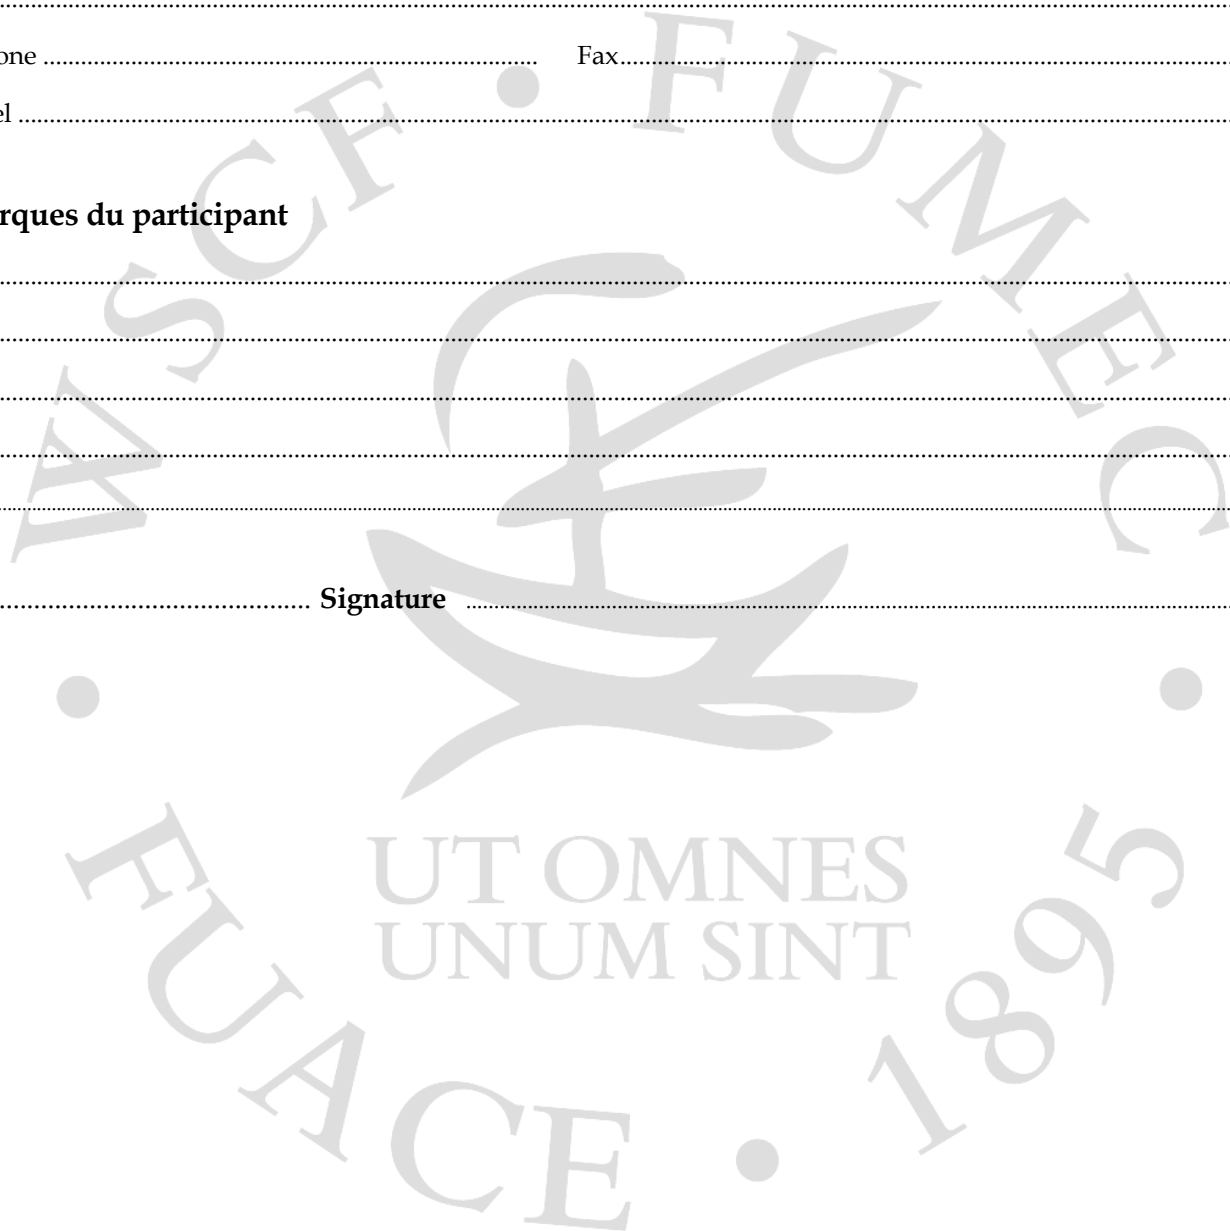 one ............ Fax............
el ............
rques du participant
............ Signature ............
WSCF • FUMEC • 1895 • FUACE •
UT OMNES
UNUM SINT